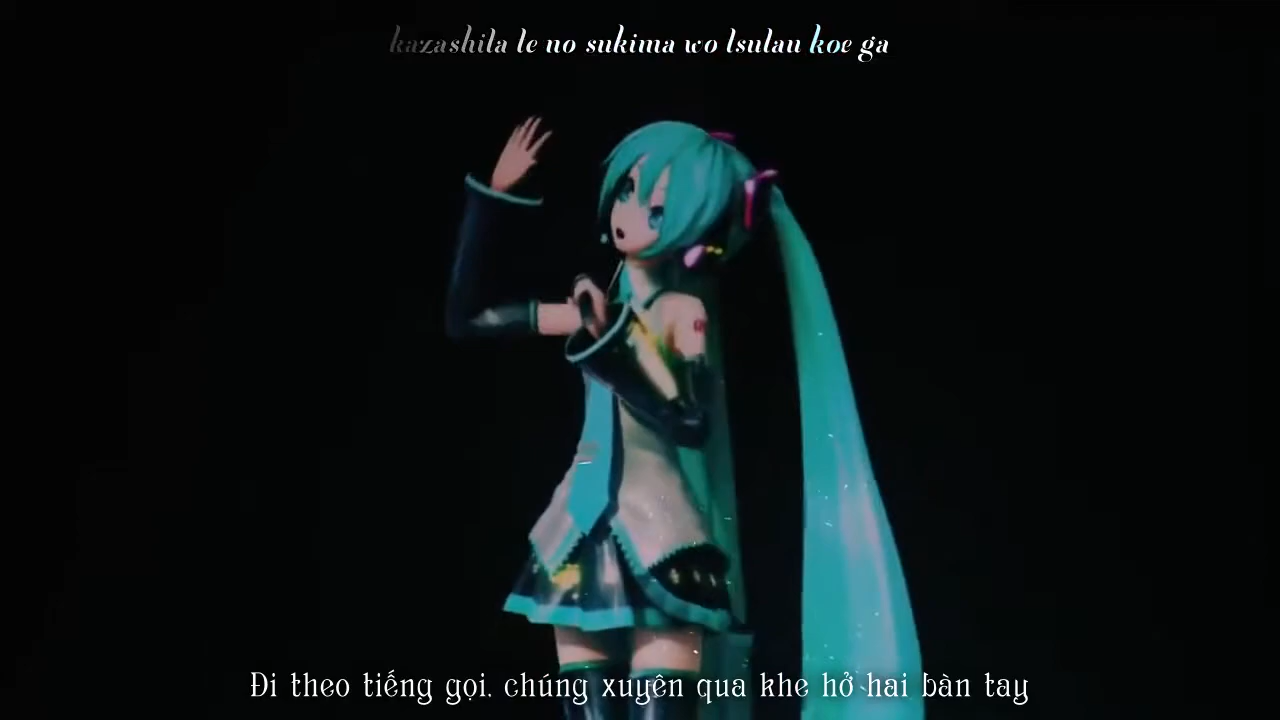 kazashita te no sukima wo tsutau koe ga
Đi theo tiếng gọi, chúng xuyên qua khe hở hai bàn tay